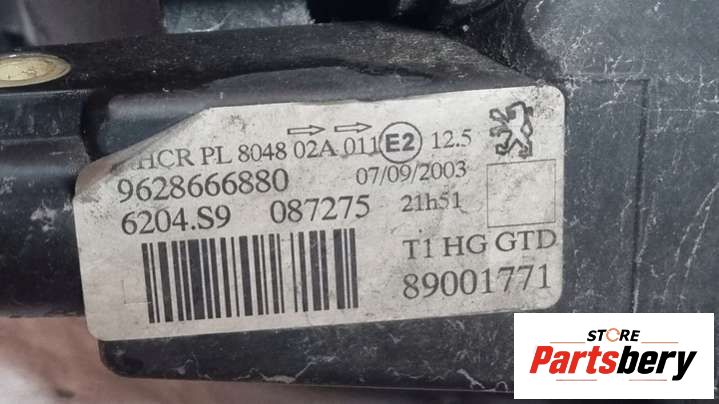 HCR PL 8048 02A 011 E2 12.5
9628666880 07/09/2003
6204.S9 087275 21h51
T1 HG GTD
89001771
STORE
Partsbery